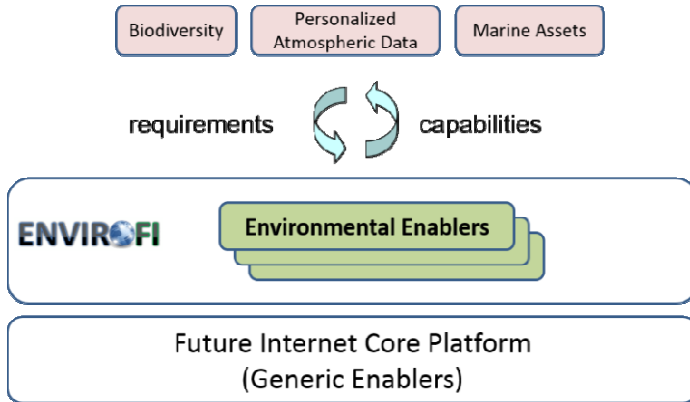 Biodiversity
Personalized
Atmospheric Data
Marine Assets
requirements
capabilities
ENVIROFI
Environmental Enablers
Future Internet Core Platform
(Generic Enablers)